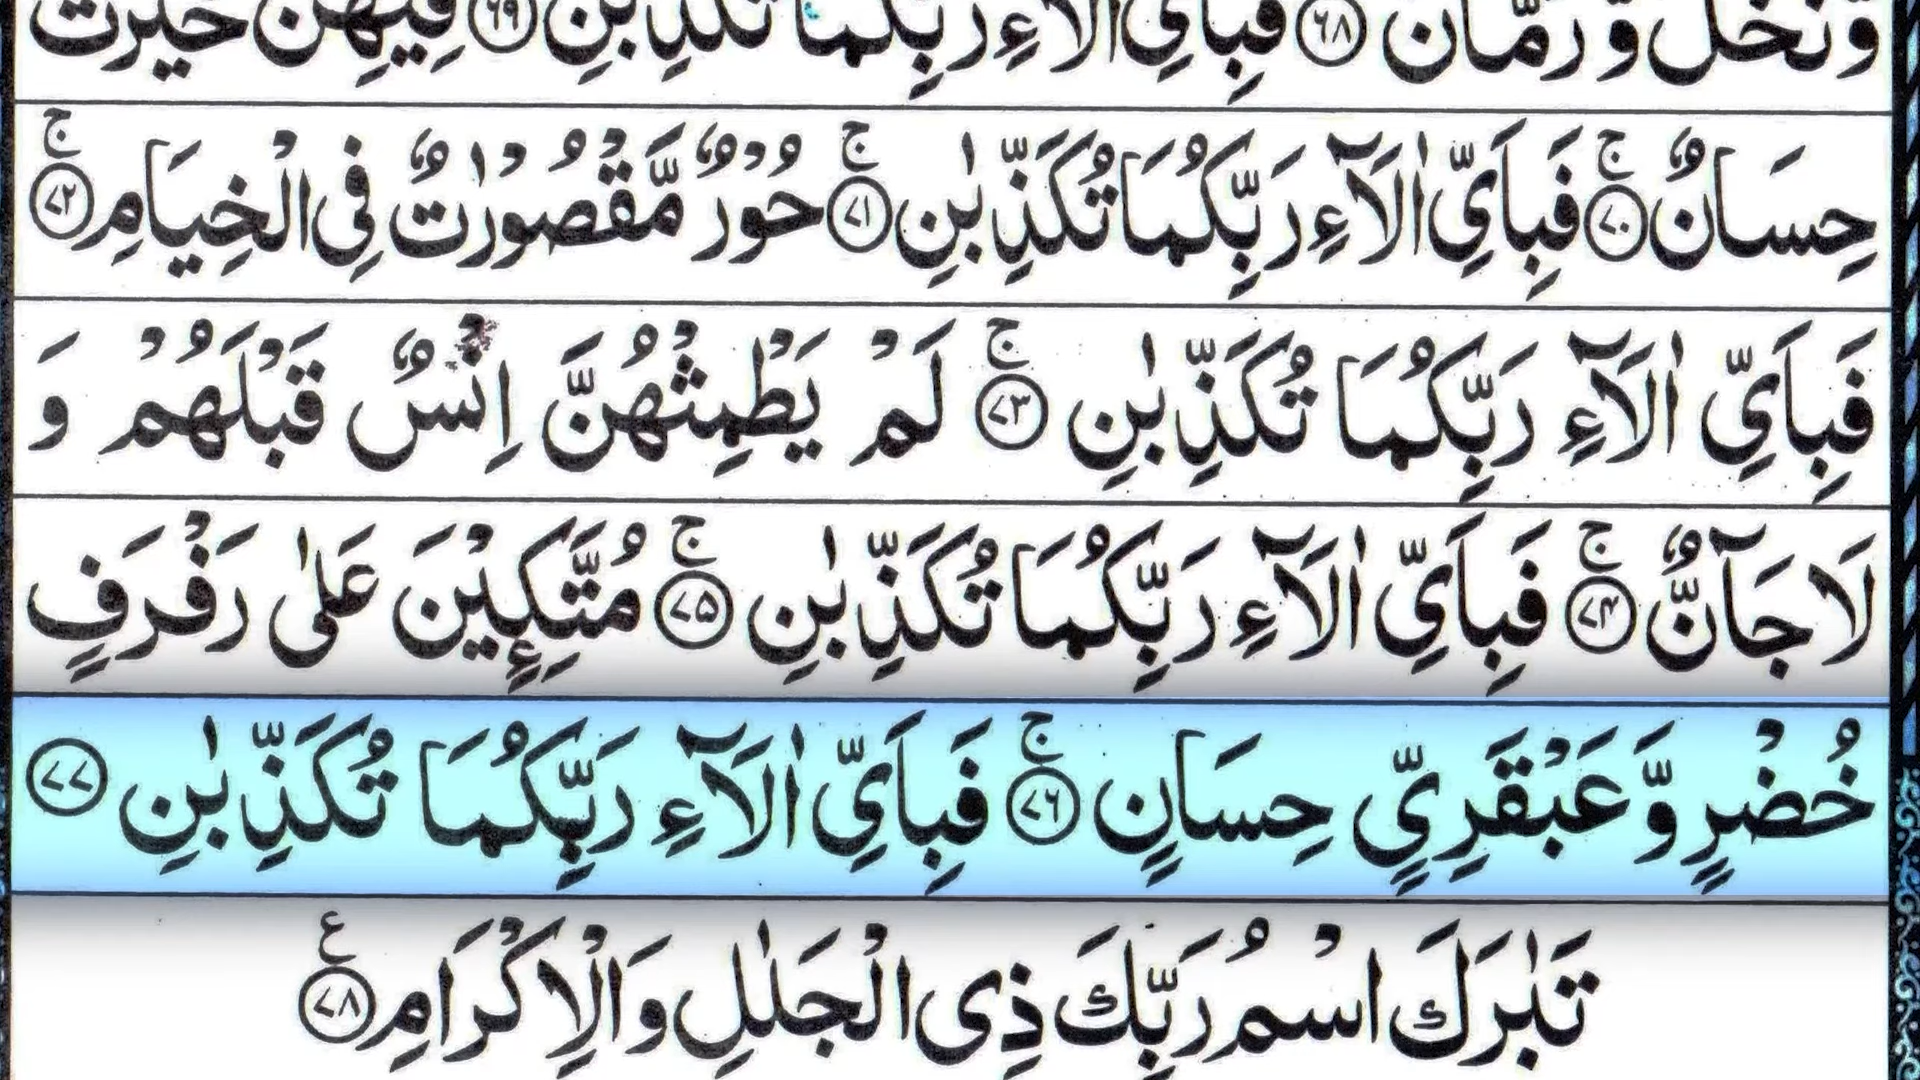 وَّنَخْلٌ وَّ رُمَّانٌ ﴿٦٨﴾ فَبِاَىِّ اٰلَآءِ رَبِّكُمَا تُكَذِّبٰنِ ﴿٦٩﴾ فِيْهِنَّ خَيْرٰتٌ
حِسَانٌ ﴿٧٠﴾ۚ فَبِاَىِّ اٰلَآءِ رَبِّكُمَا تُكَذِّبٰنِ ﴿٧١﴾ۚ حُوْرٌ مَّقْصُوْرٰتٌ فِى الْخِيَامِ ﴿٧٢﴾ۚ
فَبِاَىِّ اٰلَآءِ رَبِّكُمَا تُكَذِّبٰنِ ﴿٧٣﴾ۚ لَمْ يَطْمِثْهُنَّ اِنْسٌ قَبْلَهُمْ وَ
لَا جَآنٌّ ﴿٧٤﴾ۚ فَبِاَىِّ اٰلَآءِ رَبِّكُمَا تُكَذِّبٰنِ ﴿٧٥﴾ۚ مُتَّكِـِٕيْنَ عَلٰى رَفْرَفٍ
خُضْرٍ وَّ عَبْقَرِىٍّ حِسَانٍ ﴿٧٦﴾ۚ فَبِاَىِّ اٰلَآءِ رَبِّكُمَا تُكَذِّبٰنِ ﴿٧٧﴾
تَبٰرَكَ اسْمُ رَبِّكَ ذِى الْجَلٰلِ وَالْاِكْرَامِ ﴿٧٨﴾ ع